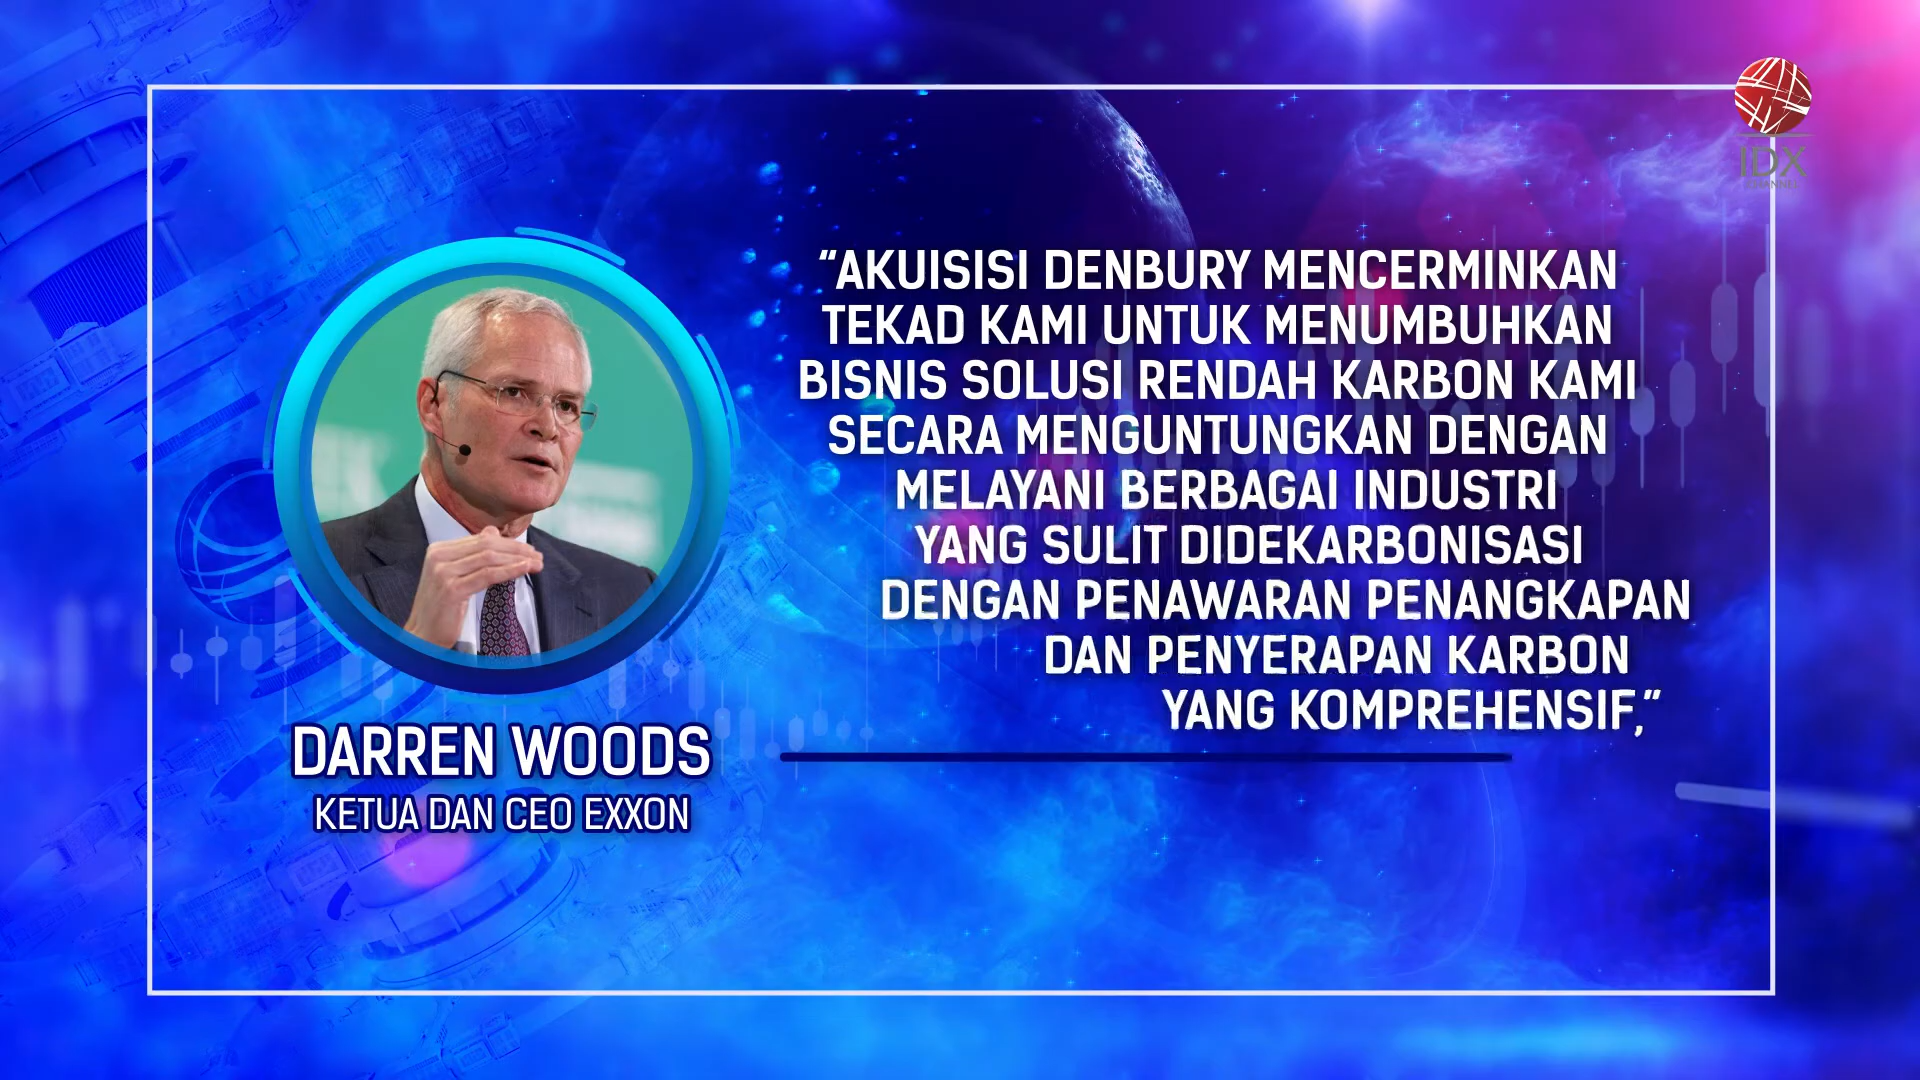 IDX
CHANNEL
“AKUISISI DENBURY MENCERMINKAN
TEKAD KAMI UNTUK MENUMBUHKAN
BISNIS SOLUSI RENDAH KARBON KAMI
SECARA MENGUNTUNGKAN DENGAN
MELAYANI BERBAGAI INDUSTRI
YANG SULIT DIDEKARBONISASI
DENGAN PENAWARAN PENANGKAPAN
DAN PENYERAPAN KARBON
YANG KOMPREHENSIF,”
DARREN WOODS
KETUA DAN CEO EXXON